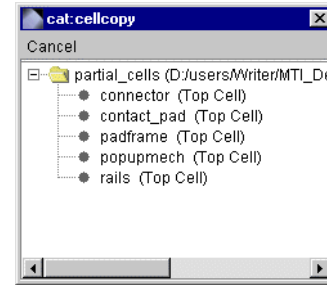 cat:cellcopy
Cancel
partial_cells (D:/users/Writer/MTI_De
connector (Top Cell)
contact_pad (Top Cell)
padframe (Top Cell)
popupmech (Top Cell)
rails (Top Cell)